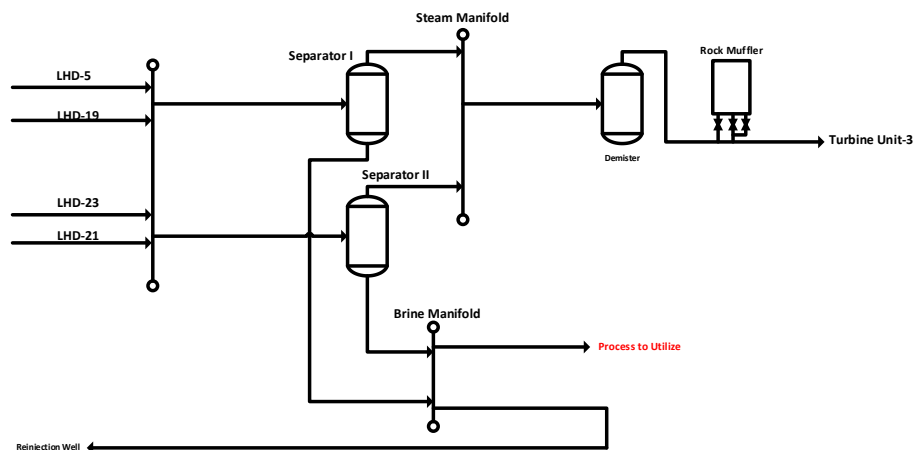 Steam Manifold
Separator I
Rock Muffler
LHD-5
LHD-19
Turbine Unit-3
Demister
Separator II
LHD-23
LHD-21
Brine Manifold
Process to Utilize
Reinjection Well